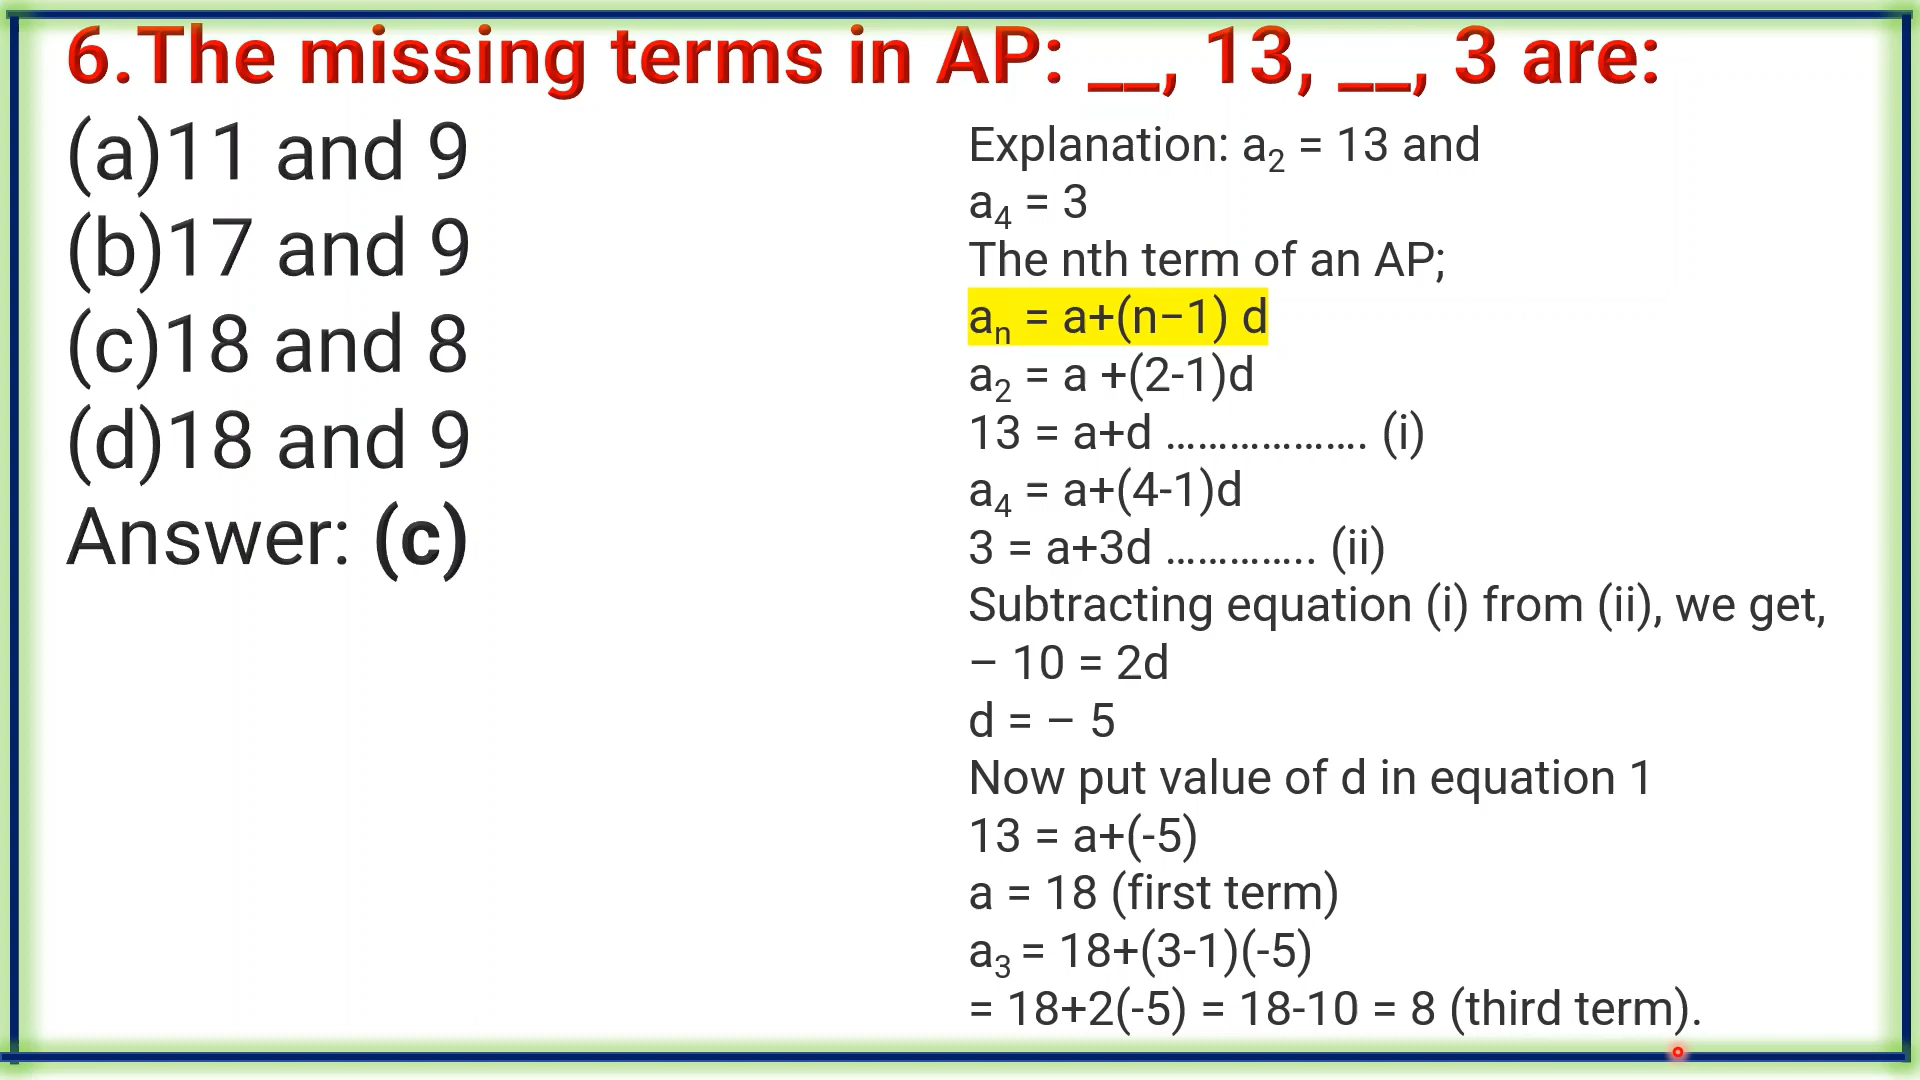 6.The missing terms in AP: __, 13, __, 3 are:
(a)11 and 9
(b)17 and 9
(c)18 and 8
(d)18 and 9
Answer: (c)
Explanation: a₂ = 13 and
a₄ = 3
The nth term of an AP;
aₙ = a+(n−1) d
a₂ = a +(2-1)d
13 = a+d ………………. (i)
a₄ = a+(4-1)d
3 = a+3d ………….. (ii)
Subtracting equation (i) from (ii), we get,
– 10 = 2d
d = – 5
Now put value of d in equation 1
13 = a+(-5)
a = 18 (first term)
a₃ = 18+(3-1)(-5)
= 18+2(-5) = 18-10 = 8 (third term).